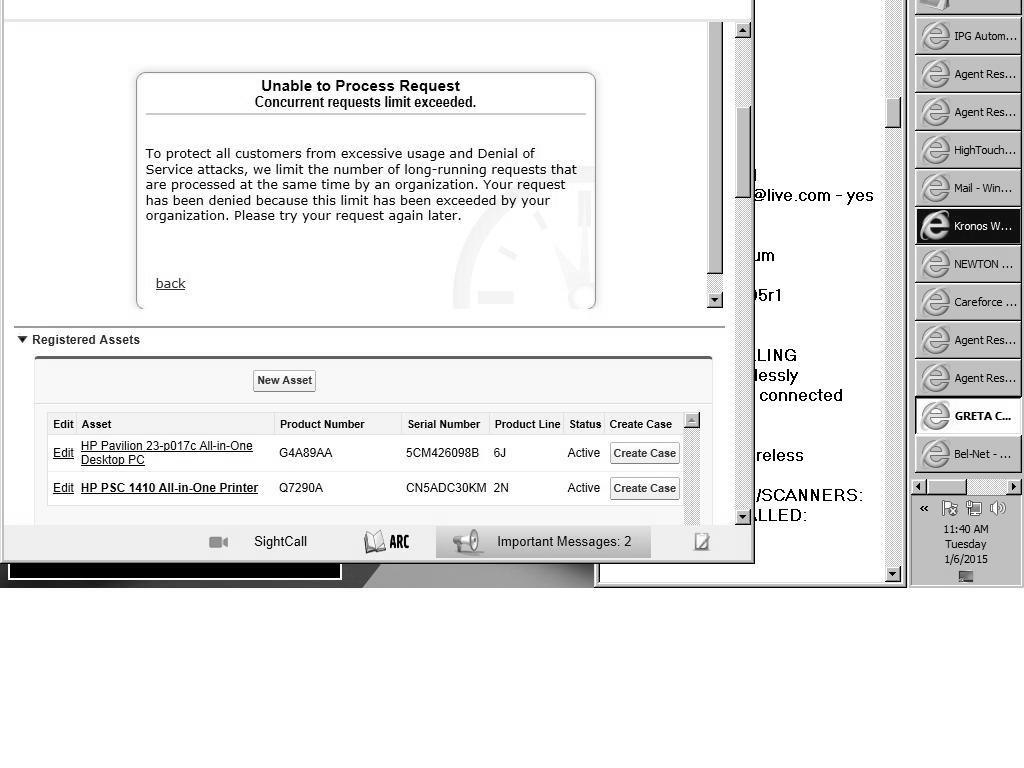 Unable to Process Request
Concurrent requests limit exceeded.
To protect all customers from excessive usage and Denial of
Service attacks, we limit the number of long-running requests that
are processed at the same time by an organization. Your request
has been denied because this limit has been exceeded by your
organization. Please try your request again later.
back
Registered Assets
New Asset
Edit Asset Product Number Serial Number Product Line Status Create Case
Edit HP Pavilion 23-p017c All-in-One Desktop PC G4A89AA 5CM426098B 6J Active Create Case
Edit HP PSC 1410 All-in-One Printer Q7290A CN5ADC30KM 2N Active Create Case
SightCall ARC Important Messages: 2
@live.com - yes
um
05r1
LING
lessly
connected
reless
/SCANNERS:
ALLED:
IPG Autom...
Agent Res...
Agent Res...
HighTouch...
Mail - Win...
Kronos W...
NEWTON ...
Careforce ...
Agent Res...
Agent Res...
GRETA C...
Bel-Net - ...
11:40 AM
Tuesday
1/6/2015